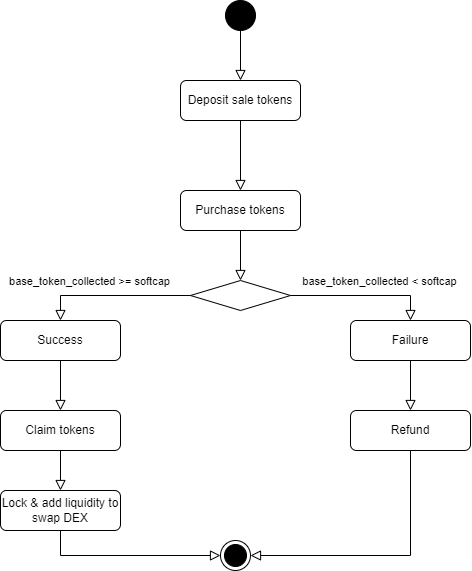 Deposit sale tokens
Purchase tokens
base_token_collected >= softcap
base_token_collected < softcap
Success
Failure
Claim tokens
Refund
Lock & add liquidity to
swap DEX